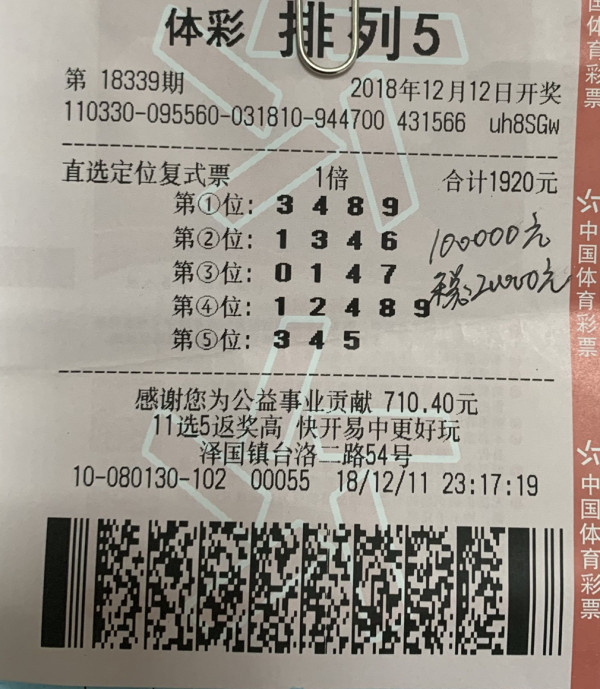 体彩 排列5
第 18339期 2018年12月12日开奖
110330-095560-031810-944700 431566 uh8SGw
直选定位复式票 1倍 合计1920元
第①位: 3 4 8 9
第②位: 1 3 4 6
100000元
第③位: 0 1 4 7
税:20000元
第④位: 1 2 4 8 9
第⑤位: 3 4 5
感谢您为公益事业贡献 710.40元
11选5返奖高 快开易中更好玩
泽国镇台洛二路54号
10-080130-102 00055 18/12/11 23:17:19
国体育彩票
中国体育彩票
中国体育彩票